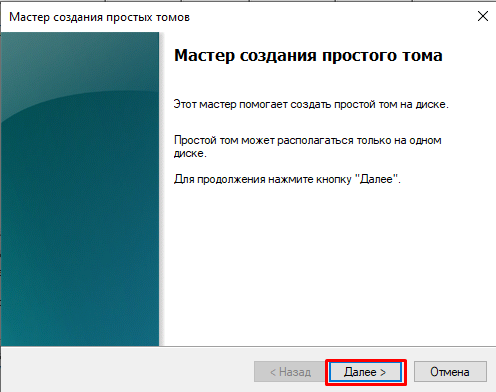 Мастер создания простых томов
Мастер создания простого тома
Этот мастер помогает создать простой том на диске.
Простой том может располагаться только на одном
диске.
Для продолжения нажмите кнопку "Далее".
< Назад
Далее >
Отмена